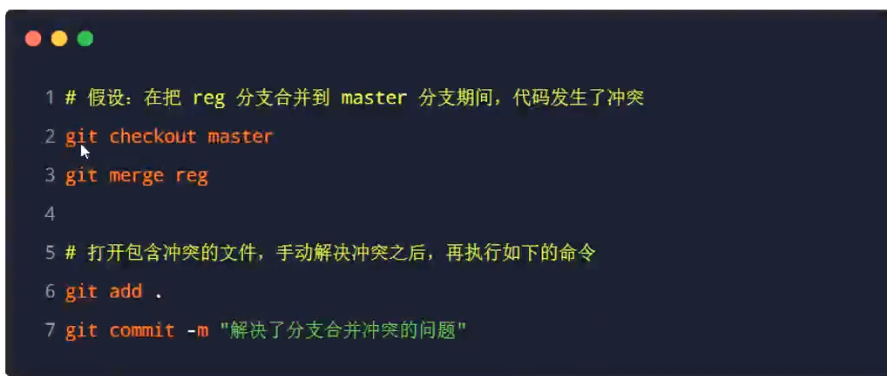 1 # 假设：在把 reg 分支合并到 master 分支期间，代码发生了冲突
2 git checkout master
3 git merge reg
4
5 # 打开包含冲突的文件，手动解决冲突之后，再执行如下的命令
6 git add .
7 git commit -m "解决了分支合并冲突的问题"